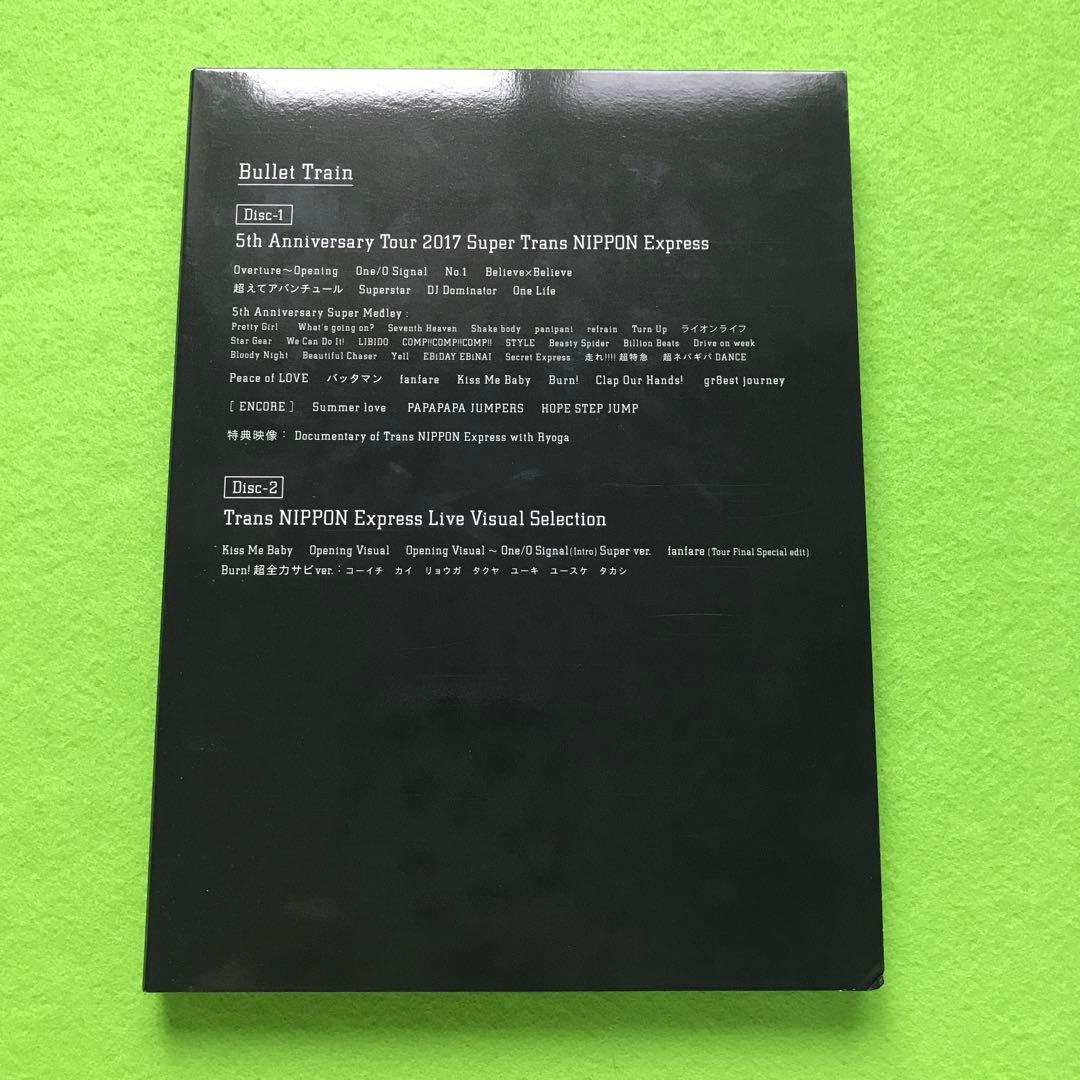 Bullet Train
Disc-1
5th Anniversary Tour 2017 Super Trans NIPPON Express
Overture～Opening One/0 Signal No.1 Believe×Believe
超えてアバンチュール Superstar DJ Dominator One Life
5th Anniversary Super Medley :
Pretty Girl What's going on? Seventh Heaven Shake body panipani refrain Turn Up ライオンライフ
Star Gear We Can Do It! LIBIDO COMP!!COMP!!COMP!! STYLE Beasty Spider Billion Beats Drive on week
Bloody Night Beautiful Chaser Yell EBiDAY EBiNAI Secret Express 走れ!!!! 超特急 超ネバギバ DANCE
Peace of LOVE バッタマン fanfare Kiss Me Baby Burn! Clap Our Hands! gr8est journey
[ ENCORE ] Summer love PAPAPAPA JUMPERS HOPE STEP JUMP
特典映像： Documentary of Trans NIPPON Express with Ryoga
Disc-2
Trans NIPPON Express Live Visual Selection
Kiss Me Baby Opening Visual Opening Visual ～ One/0 Signal (Intro) Super ver. fanfare (Tour Final Special edit)
Burn! 超全力サビver.：コーイチ カイ リョウガ タクヤ ユーキ ユースケ タカシ